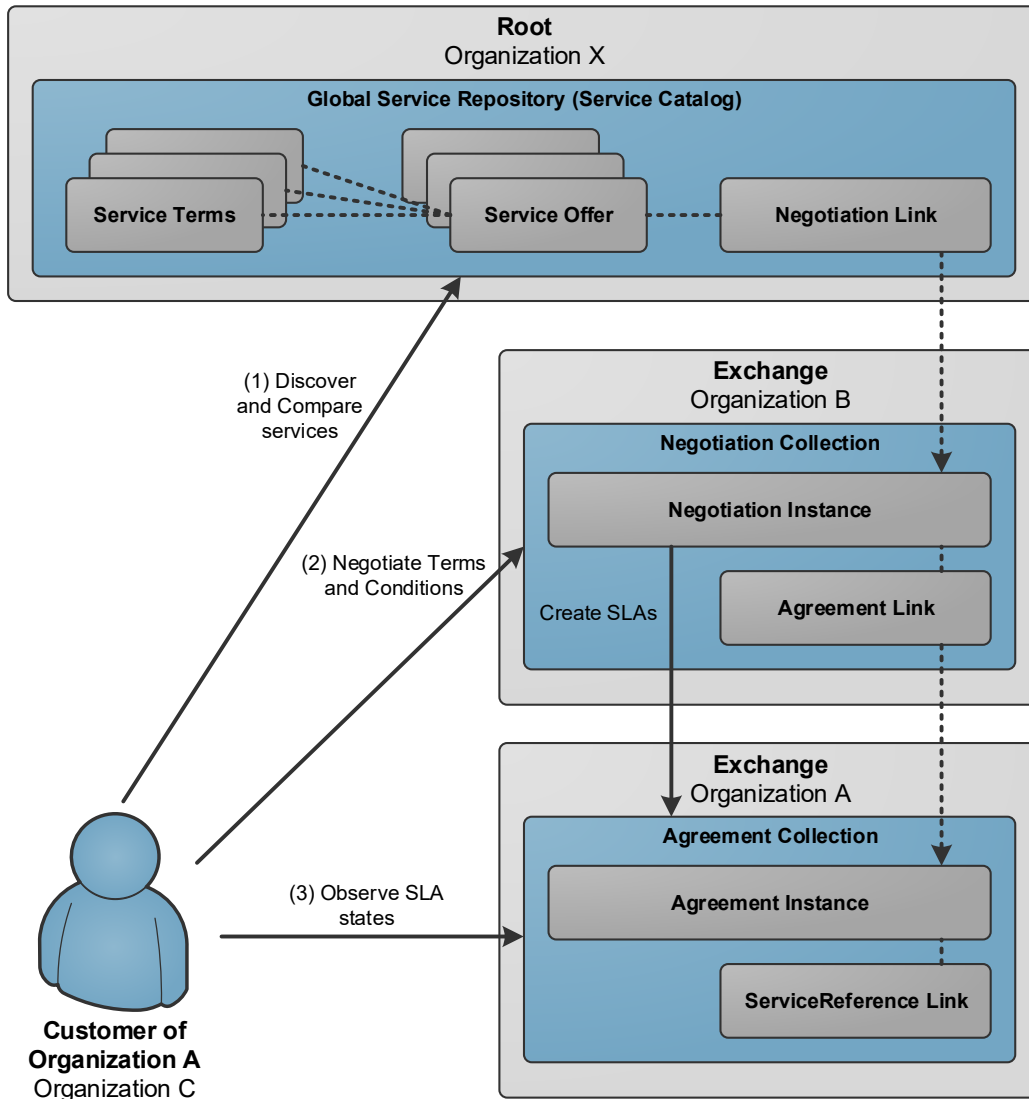 Root
Organization X
Global Service Repository (Service Catalog)
Service Terms
Service Offer
Negotiation Link
(1) Discover
and Compare
services
Exchange
Organization B
Negotiation Collection
Negotiation Instance
(2) Negotiate Terms
and Conditions
Create SLAs
Agreement Link
Exchange
Organization A
Agreement Collection
Agreement Instance
(3) Observe SLA
states
ServiceReference Link
Customer of
Organization A
Organization C